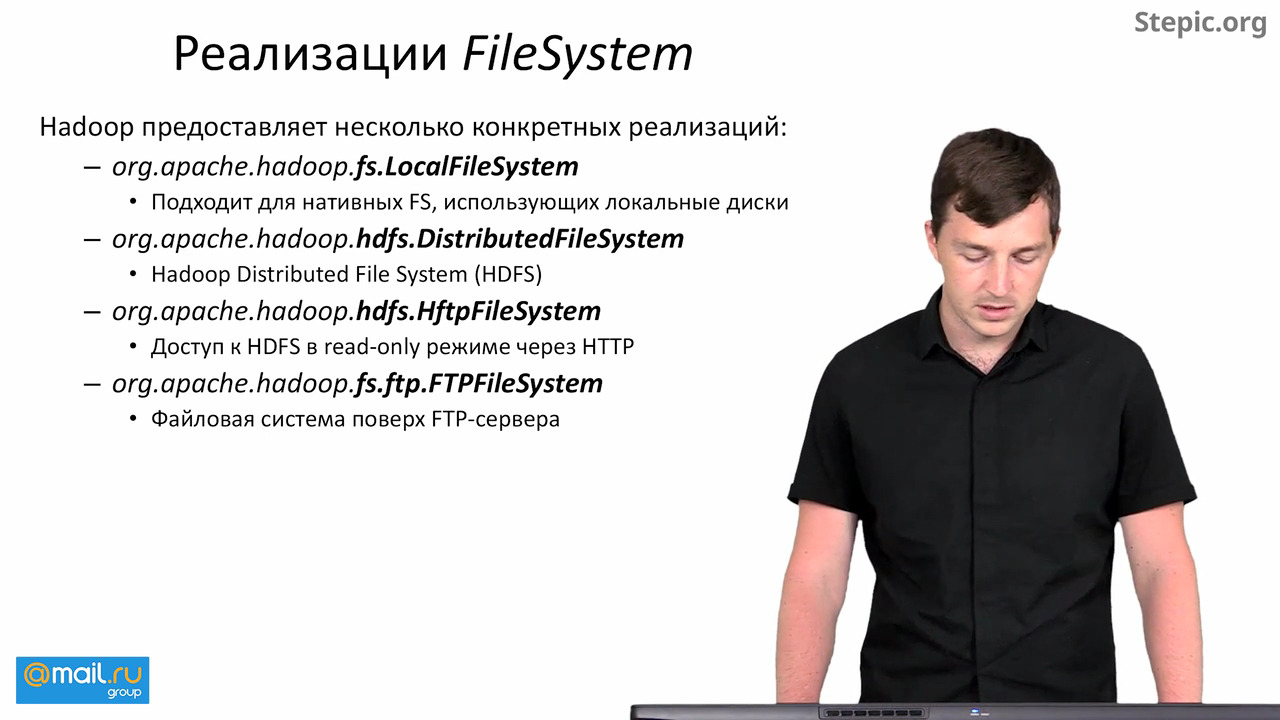 Stepic.org
Реализации FileSystem
Hadoop предоставляет несколько конкретных реализаций:
– org.apache.hadoop.fs.LocalFileSystem
• Подходит для нативных FS, использующих локальные диски
– org.apache.hadoop.hdfs.DistributedFileSystem
• Hadoop Distributed File System (HDFS)
– org.apache.hadoop.hdfs.HftpFileSystem
• Доступ к HDFS в read-only режиме через HTTP
– org.apache.hadoop.fs.ftp.FTPFileSystem
• Файловая система поверх FTP-сервера
@mail.ru
group